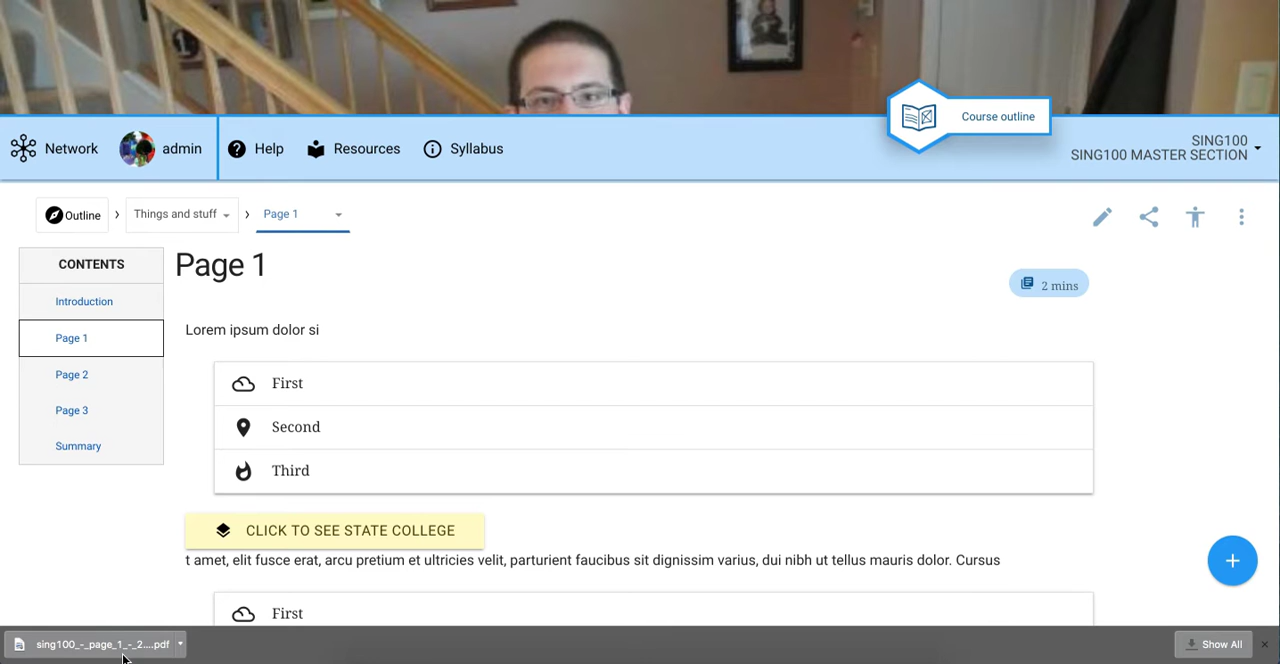 Course outline
Network
admin
Help
Resources
Syllabus
SING100
SING100 MASTER SECTION
Outline
Things and stuff
Page 1
CONTENTS
Introduction
Page 1
Page 2
Page 3
Summary
Page 1
2 mins
Lorem ipsum dolor si
First
Second
Third
CLICK TO SEE STATE COLLEGE
t amet, elit fusce erat, arcu pretium et ultricies velit, parturient faucibus sit dignissim varius, dui nibh ut tellus mauris dolor. Cursus
First
sing100_-_page_1_-_2....pdf
Show All